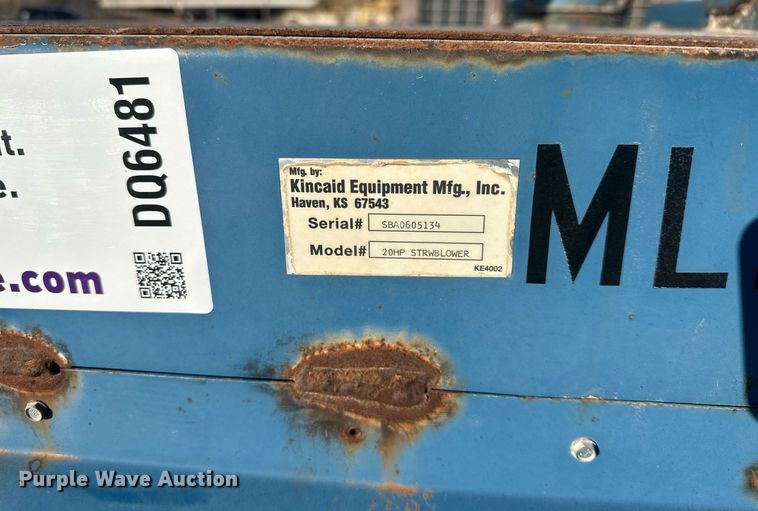 t.
e.
e.com
DQ6481
Mfg. by:
Kincaid Equipment Mfg., Inc.
Haven, KS 67543
Serial# SBA0605134
Model# 20HP STRWBLOWER
KE4002
ML
Purple Wave Auction